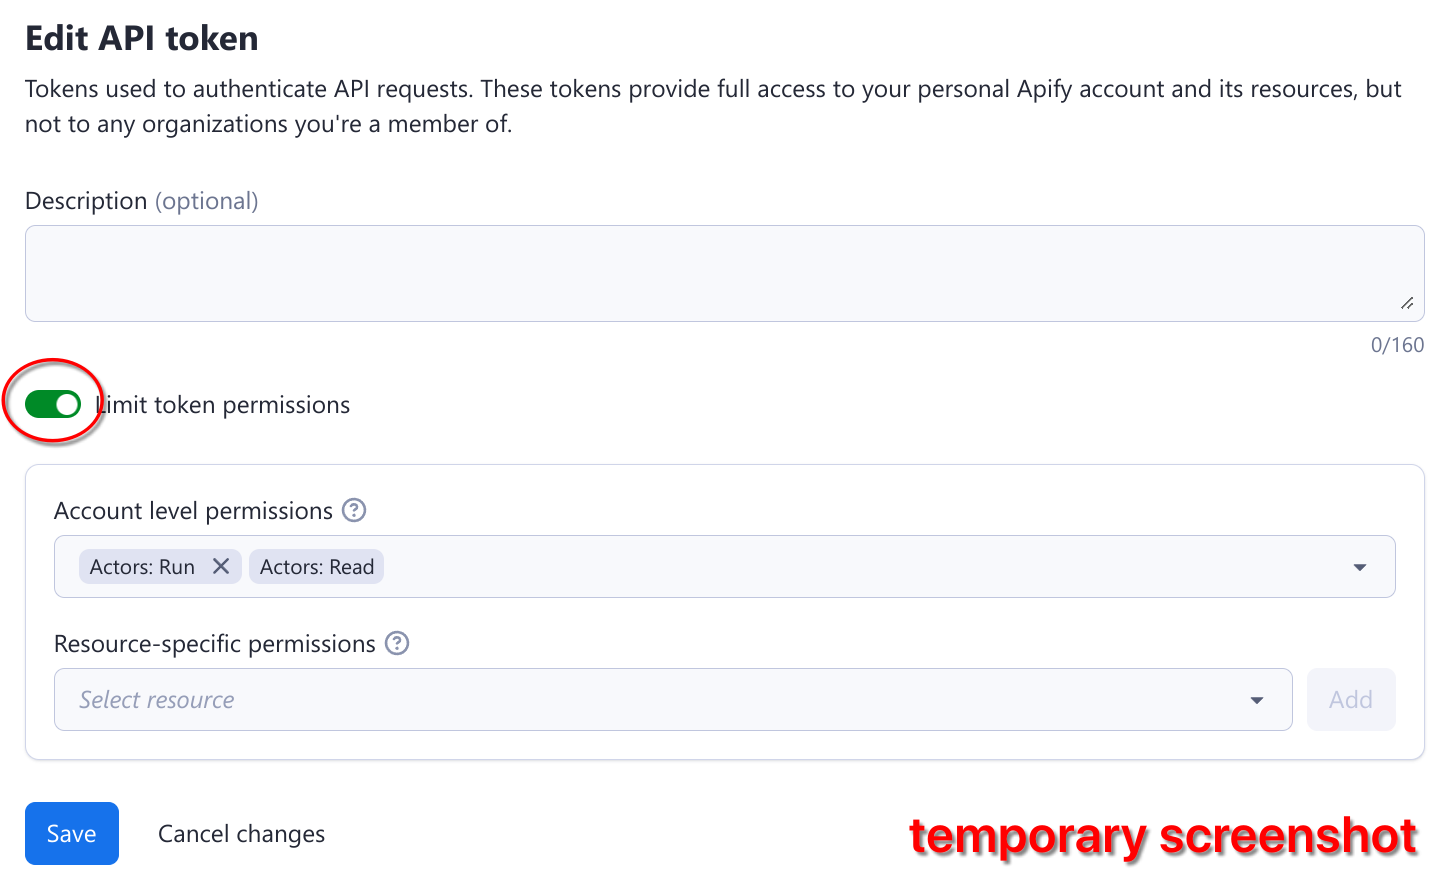 Edit API token
Tokens used to authenticate API requests. These tokens provide full access to your personal Apify account and its resources, but
not to any organizations you're a member of.
Description (optional)
0/160
Limit token permissions
Account level permissions ?
Actors: Run Actors: Read
Resource-specific permissions ?
Select resource Add
Save Cancel changes temporary screenshot